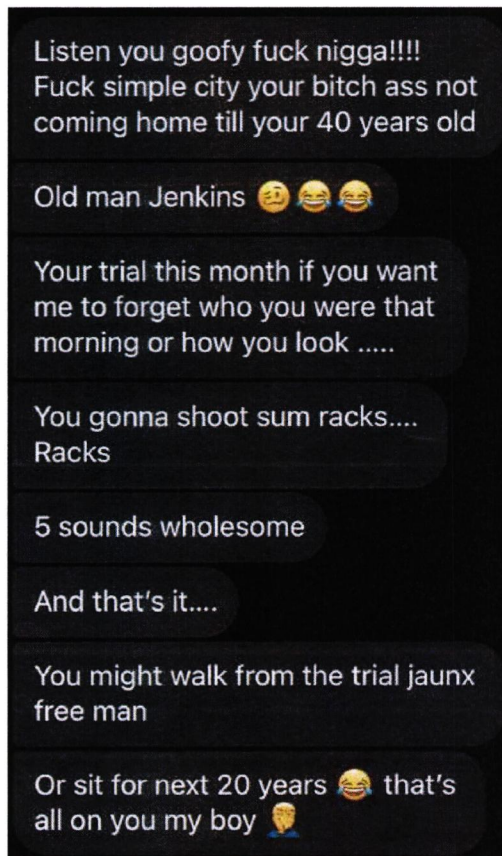 Listen you goofy fuck nigga!!!!
Fuck simple city your bitch ass not
coming home till your 40 years old
Old man Jenkins 🥴😂😂
Your trial this month if you want
me to forget who you were that
morning or how you look .....
You gonna shoot sum racks....
Racks
5 sounds wholesome
And that's it....
You might walk from the trial jaunx
free man
Or sit for next 20 years 😂 that's
all on you my boy 🤦‍♂️